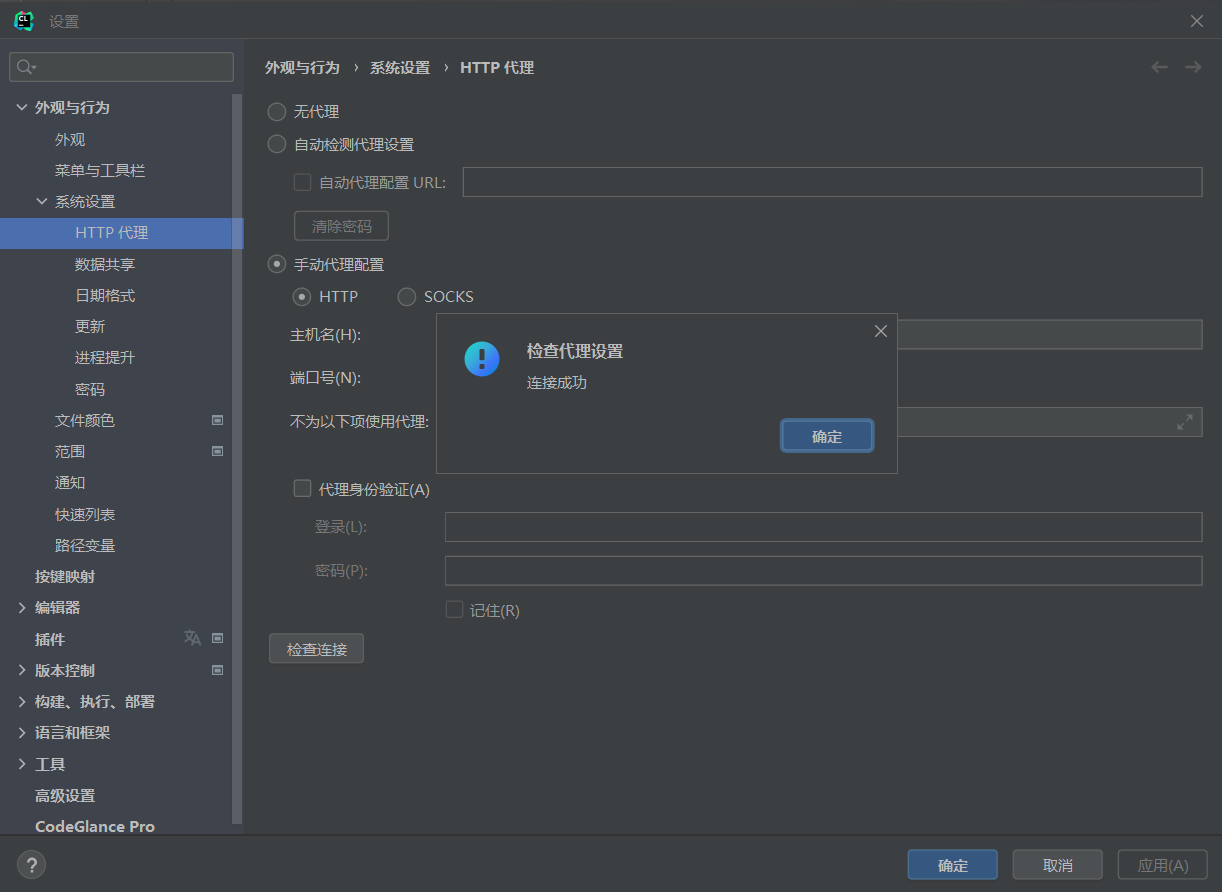 CL
设置
外观与行为 › 系统设置 › HTTP 代理
外观与行为
外观
菜单与工具栏
系统设置
HTTP 代理
数据共享
日期格式
更新
进程提升
密码
文件颜色
范围
通知
快速列表
路径变量
按键映射
编辑器
插件
版本控制
构建、执行、部署
语言和框架
工具
高级设置
CodeGlance Pro
无代理
自动检测代理设置
自动代理配置 URL:
清除密码
手动代理配置
HTTP SOCKS
主机名(H):
端口号(N):
不为以下项使用代理:
检查代理设置
连接成功
确定
代理身份验证(A)
登录(L):
密码(P):
记住(R)
检查连接
?
确定 取消 应用(A)